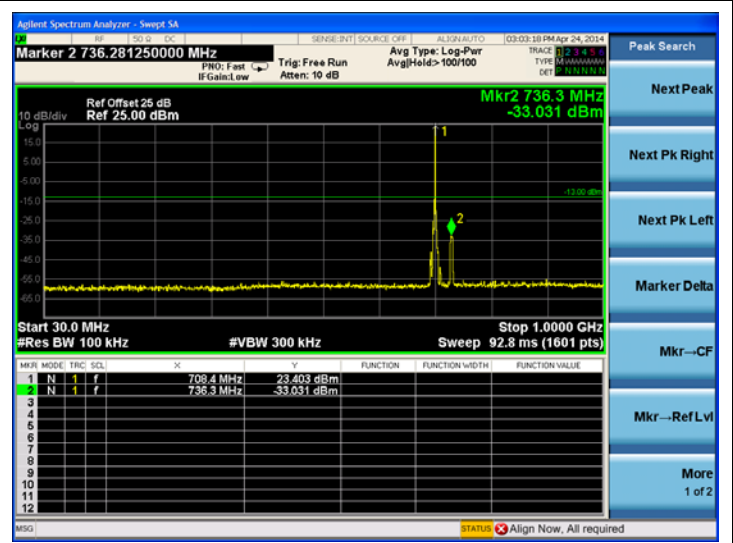 Agilent Spectrum Analyzer - Swept SA
RF 50 Ω DC SENSE:INT SOURCE OFF ALIGNAUTO 03:03:18 PM Apr 24, 2014
Marker 2 736.281250000 MHz
PNO: Fast
IFGain:Low
Trig: Free Run
Atten: 10 dB
Avg Type: Log-Pwr
Avg|Hold:>100/100
TRACE 1 2 3 4 5 6
TYPE M
DET P N N N N N
Mkr2 736.3 MHz
-33.031 dBm
Ref Offset 25 dB
10 dB/div Ref 25.00 dBm
Log
15.0
5.00
-5.00
-15.0
-25.0
-35.0
-45.0
-55.0
-65.0
-13.00 dBm
1
2
Start 30.0 MHz Stop 1.0000 GHz
#Res BW 100 kHz #VBW 300 kHz Sweep 92.8 ms (1601 pts)
MKR MODE TRC SCL X Y FUNCTION FUNCTION WIDTH FUNCTION VALUE
1 N 1 f 708.4 MHz 23.403 dBm
2 N 1 f 736.3 MHz -33.031 dBm
3
4
5
6
7
8
9
10
11
12
MSG STATUS Align Now, All required
Peak Search
Next Peak
Next Pk Right
Next Pk Left
Marker Delta
Mkr→CF
Mkr→Ref Lvl
More
1 of 2